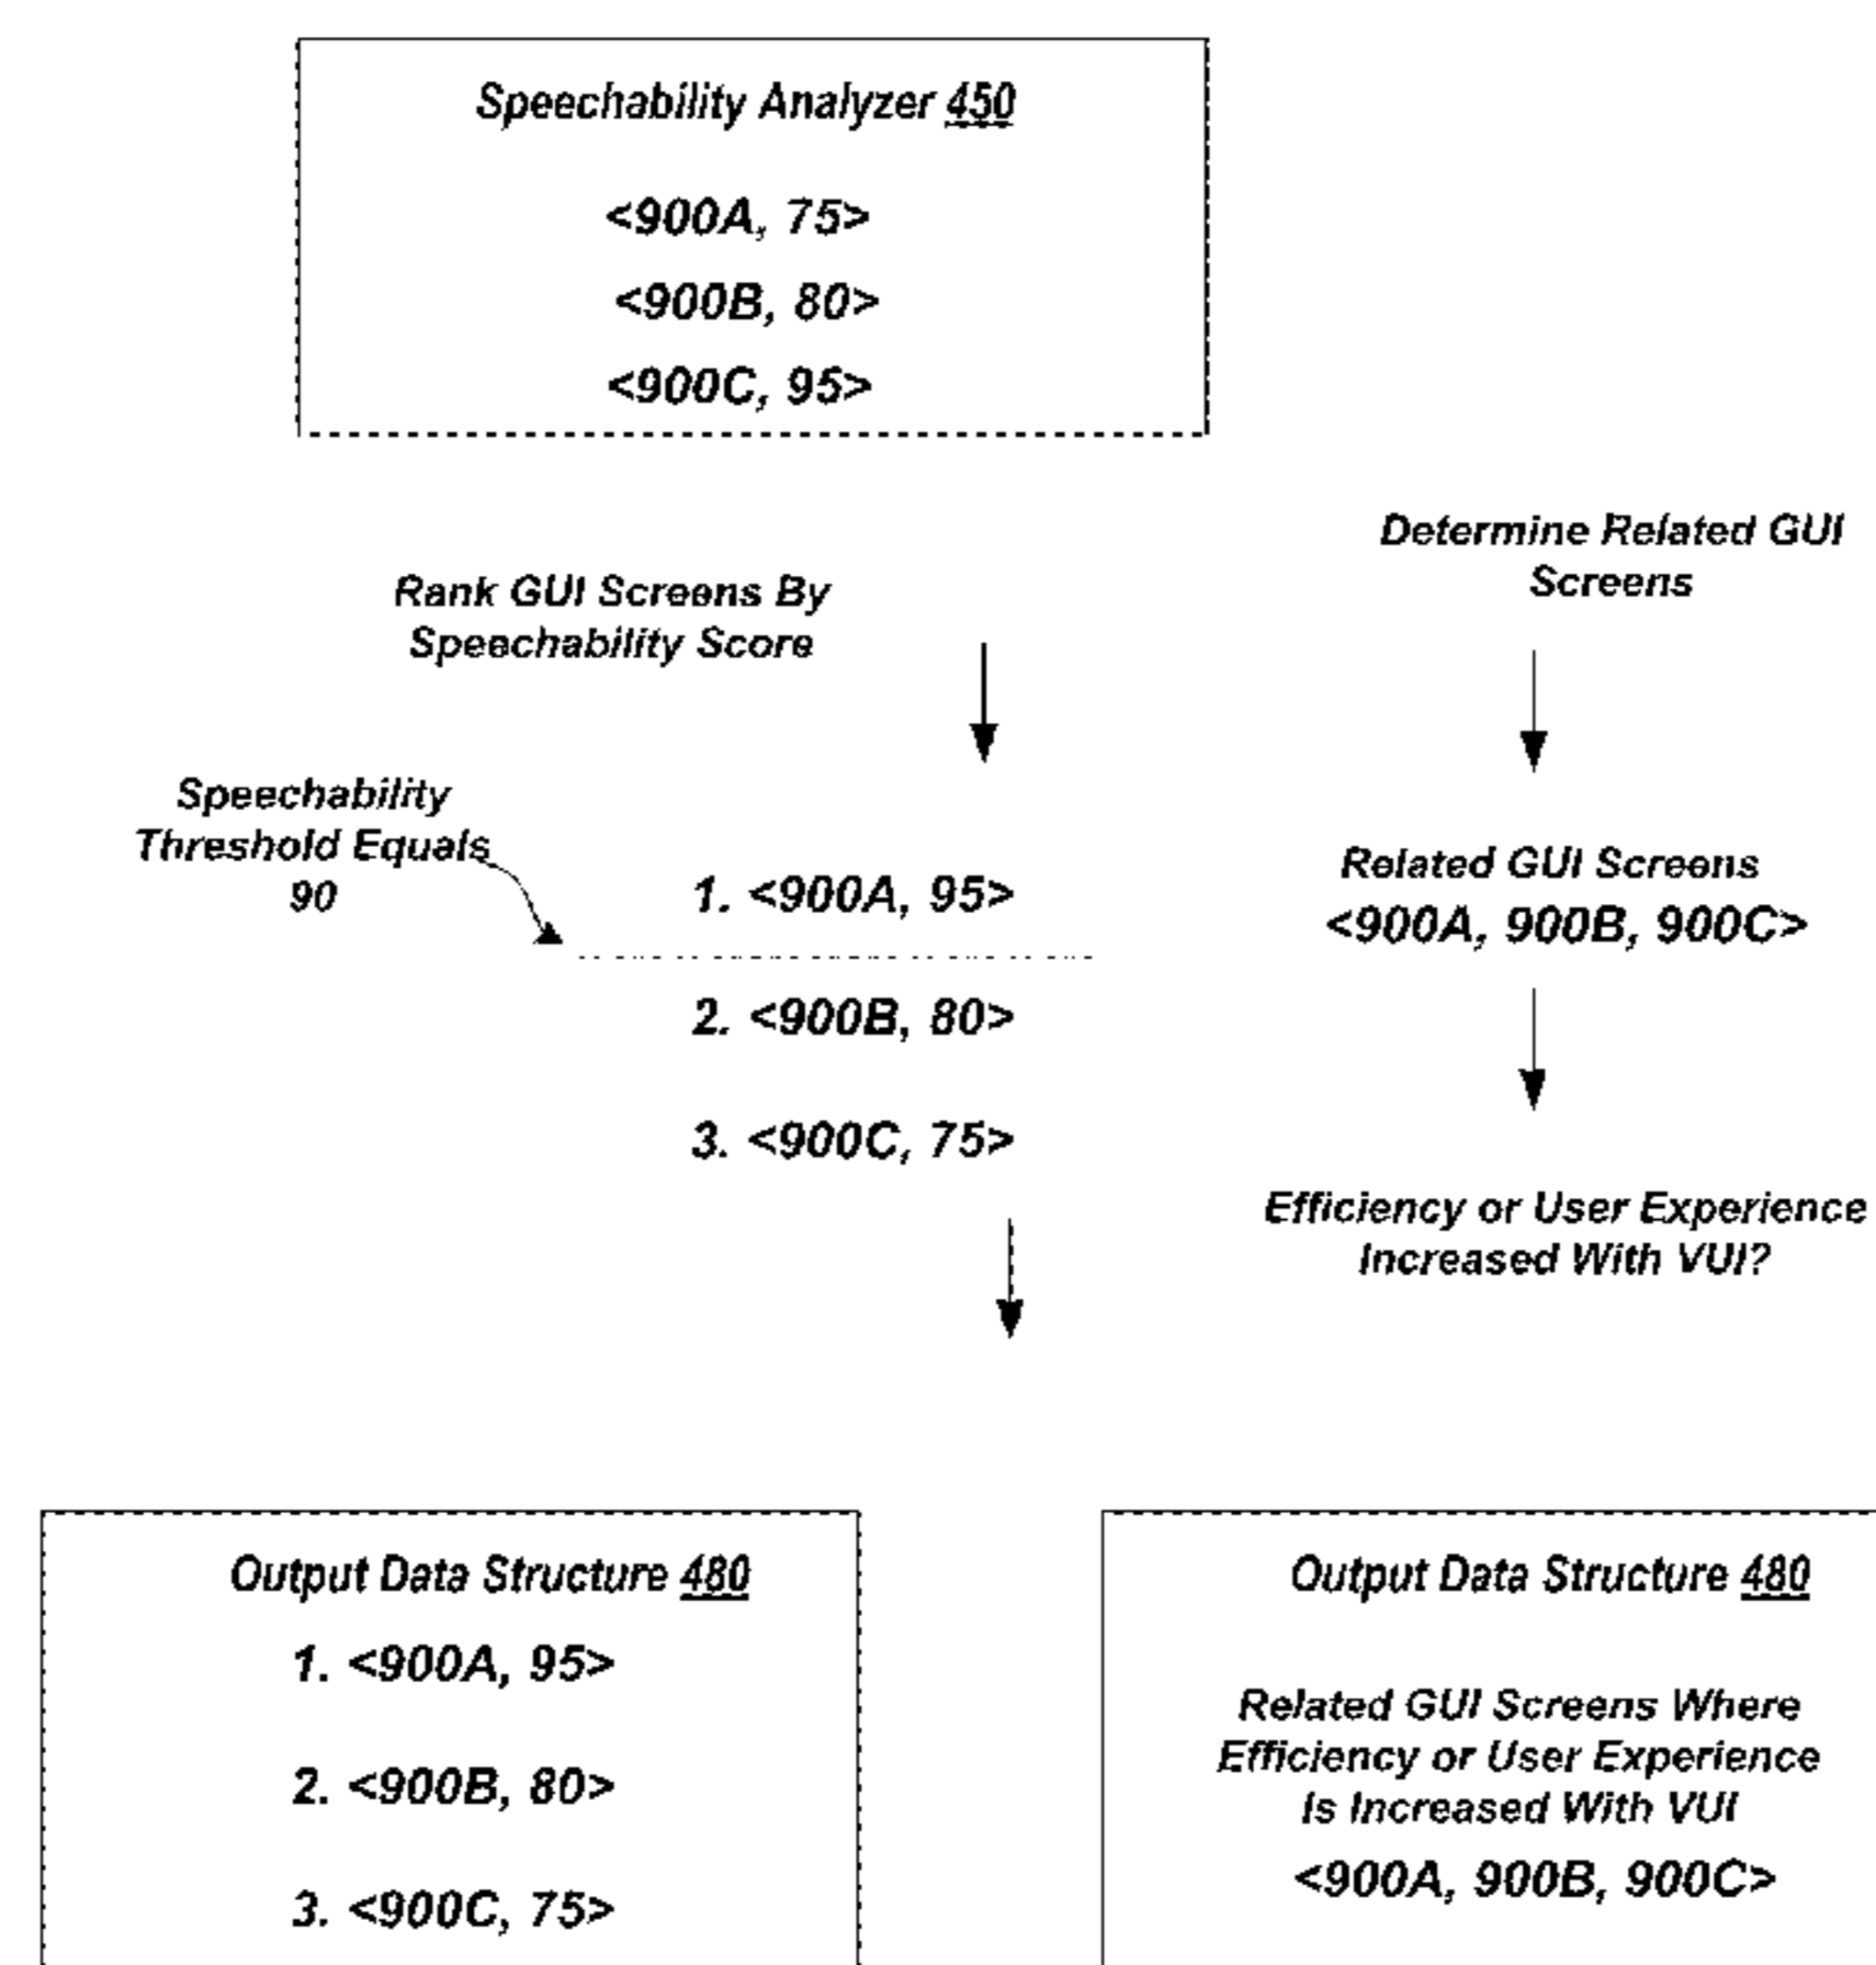 Speechability Analyzer 450
<900A, 75>
<900B, 80>
<900C, 95>
Rank GUI Screens By
Speechability Score
Determine Related GUI
Screens
Speechability
Threshold Equals
90
1. <900A, 95>
2. <900B, 80>
3. <900C, 75>
Related GUI Screens
<900A, 900B, 900C>
Efficiency or User Experience
Increased With VUI?
Output Data Structure 480
1. <900A, 95>
2. <900B, 80>
3. <900C, 75>
Output Data Structure 480
Related GUI Screens Where
Efficiency or User Experience
Is Increased With VUI
<900A, 900B, 900C>